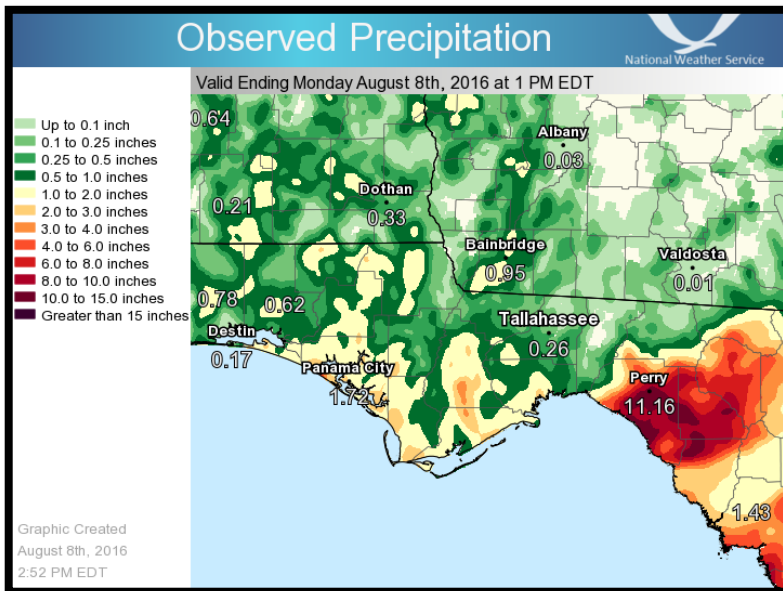 Observed Precipitation
National Weather Service
Valid Ending Monday August 8th, 2016 at 1 PM EDT
Up to 0.1 inch
0.1 to 0.25 inches
0.25 to 0.5 inches
0.5 to 1.0 inches
1.0 to 2.0 inches
2.0 to 3.0 inches
3.0 to 4.0 inches
4.0 to 6.0 inches
6.0 to 8.0 inches
8.0 to 10.0 inches
10.0 to 15.0 inches
Greater than 15 inches
0.64
Albany
0.03
Dothan
0.33
0.21
Bainbridge
0.95
Valdosta
0.01
0.78
0.62
Destin
0.17
Tallahassee
0.26
Panama City
1.72
Perry
11.16
1.43
Graphic Created
August 8th, 2016
2:52 PM EDT